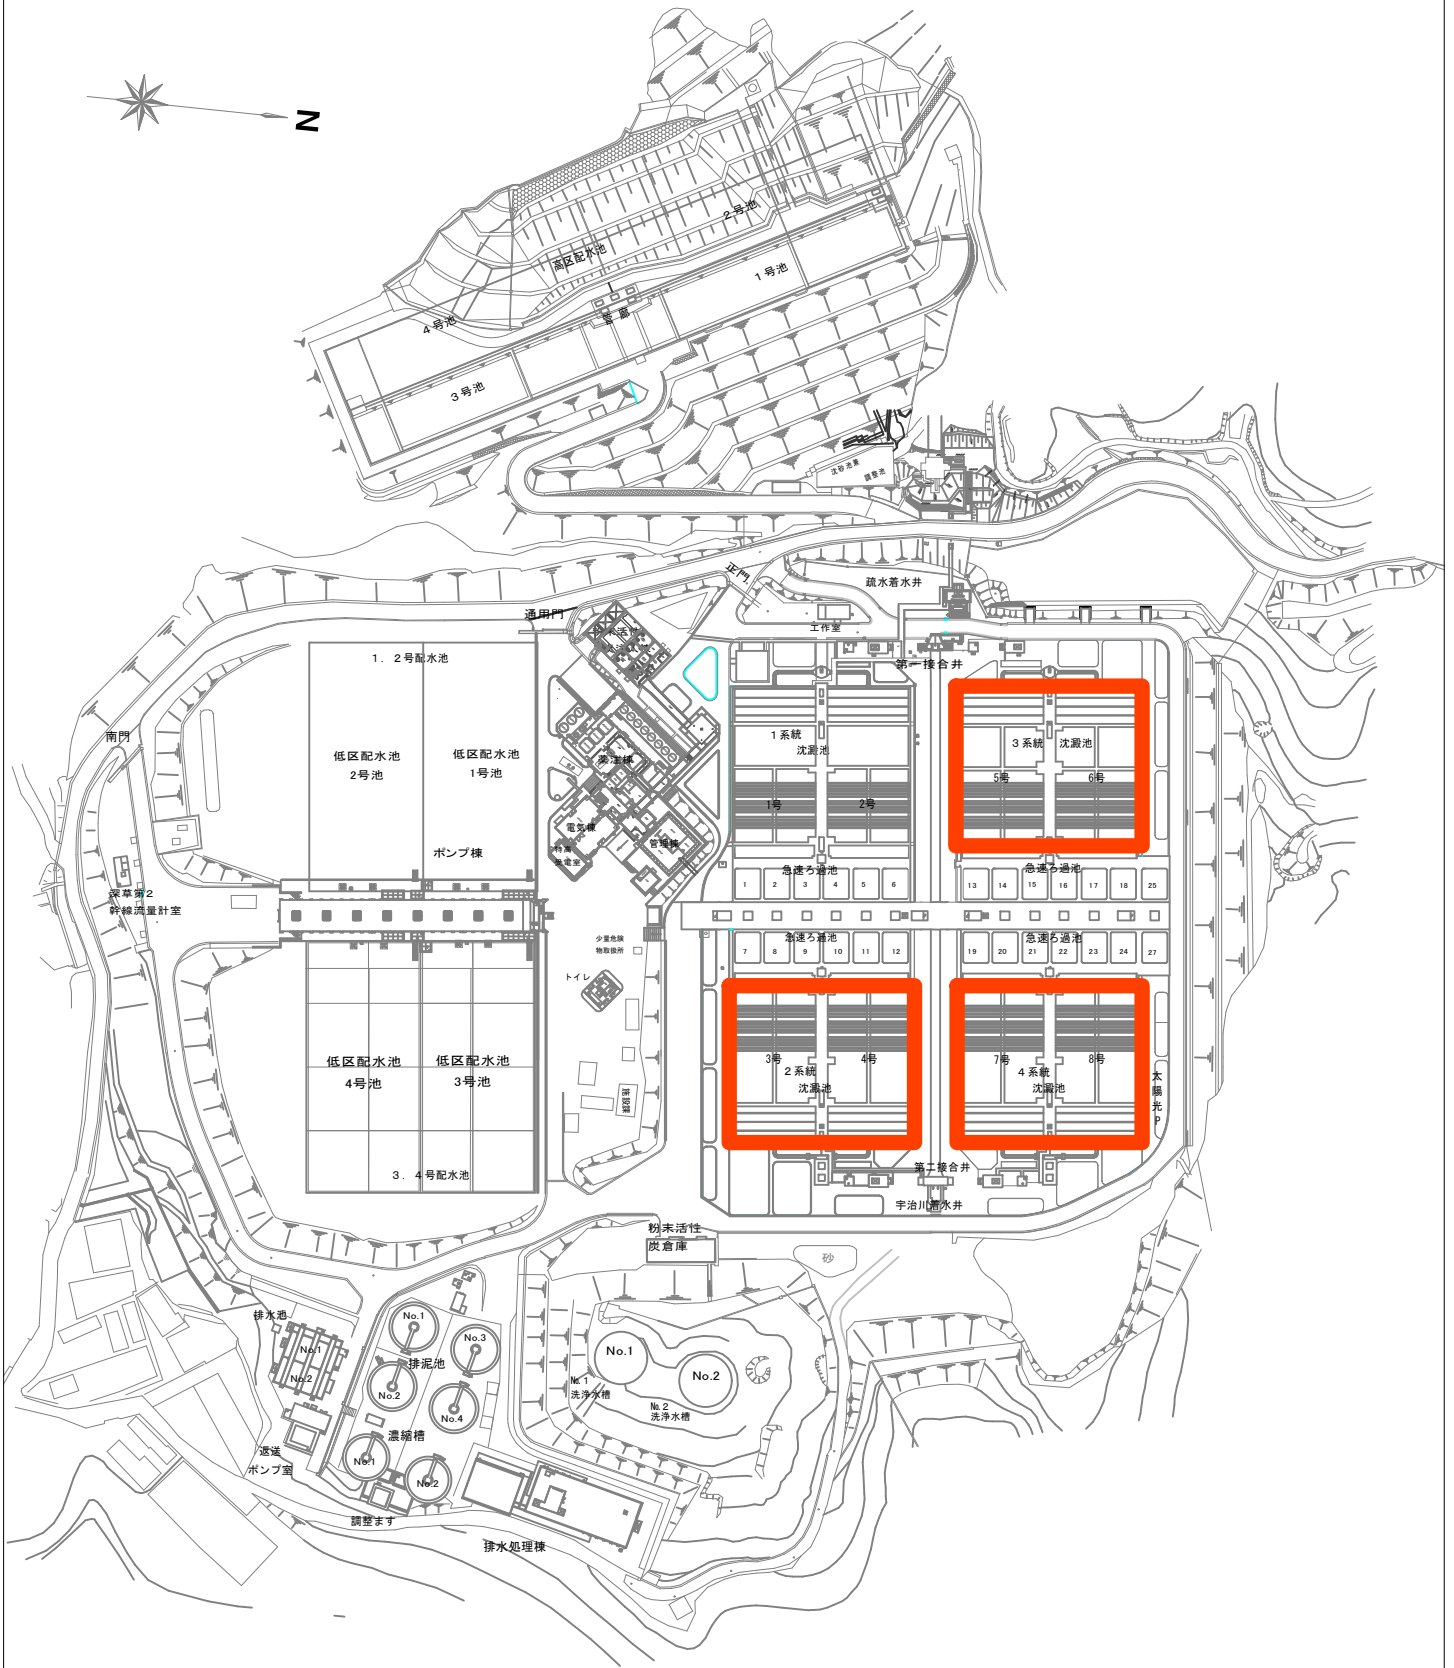 N
2号池
高区配水池
1号池
管廊
4号池
3号池
沈砂池兼
調整池
正門
疏水着水井
通用門
工作室
1．2号配水池
第一接合井
南門
1系統
沈澱池
3系統 沈澱池
低区配水池
2号池
低区配水池
1号池
薬注棟
5号 6号
1号 2号
電気棟
管理棟
特高
受電室
ポンプ棟
急速ろ過池
急速ろ過池
1 2 3 4 5 6
13 14 15 16 17 18 25
深草第2
幹線流量計室
少量危険
物取扱所
急速ろ過池
急速ろ過池
7 8 9 10 11 12
19 20 21 22 23 24 27
トイレ
3号 4号
2系統
沈澱池
7号 8号
4系統
沈澱池
低区配水池
4号池
低区配水池
3号池
施設課
太陽光P
3．4号配水池
第二接合井
宇治川着水井
粉末活性
炭倉庫
砂
排水池
No.1
No.2
No.1
No.3
排泥池
No.2
No.4
濃縮槽
No.1
No.2
返送
ポンプ室
調整ます
排水処理棟
No.1
No.2
No.1
洗浄水槽
No.2
洗浄水槽